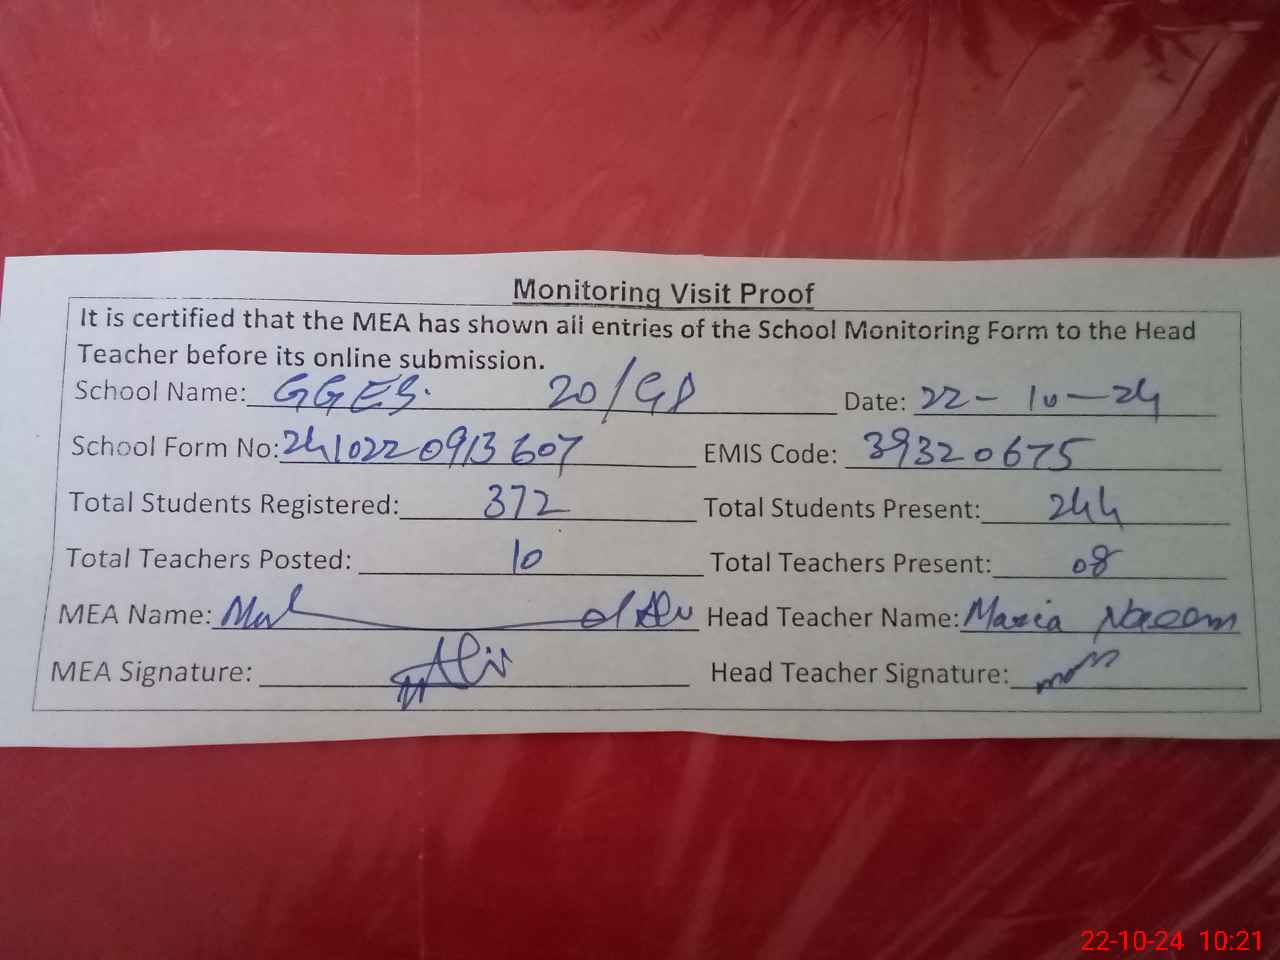 Monitoring Visit Proof
It is certified that the MEA has shown all entries of the School Monitoring Form to the Head
Teacher before its online submission.
School Name: GGES. 20/GD Date: 22-10-24
School Form No: 241022 0913 607 EMIS Code: 39320675
Total Students Registered: 372 Total Students Present: 244
Total Teachers Posted: 10 Total Teachers Present: 08
MEA Name: Head Teacher Name: Maria Naeem
MEA Signature: Head Teacher Signature:
22-10-24 10:21